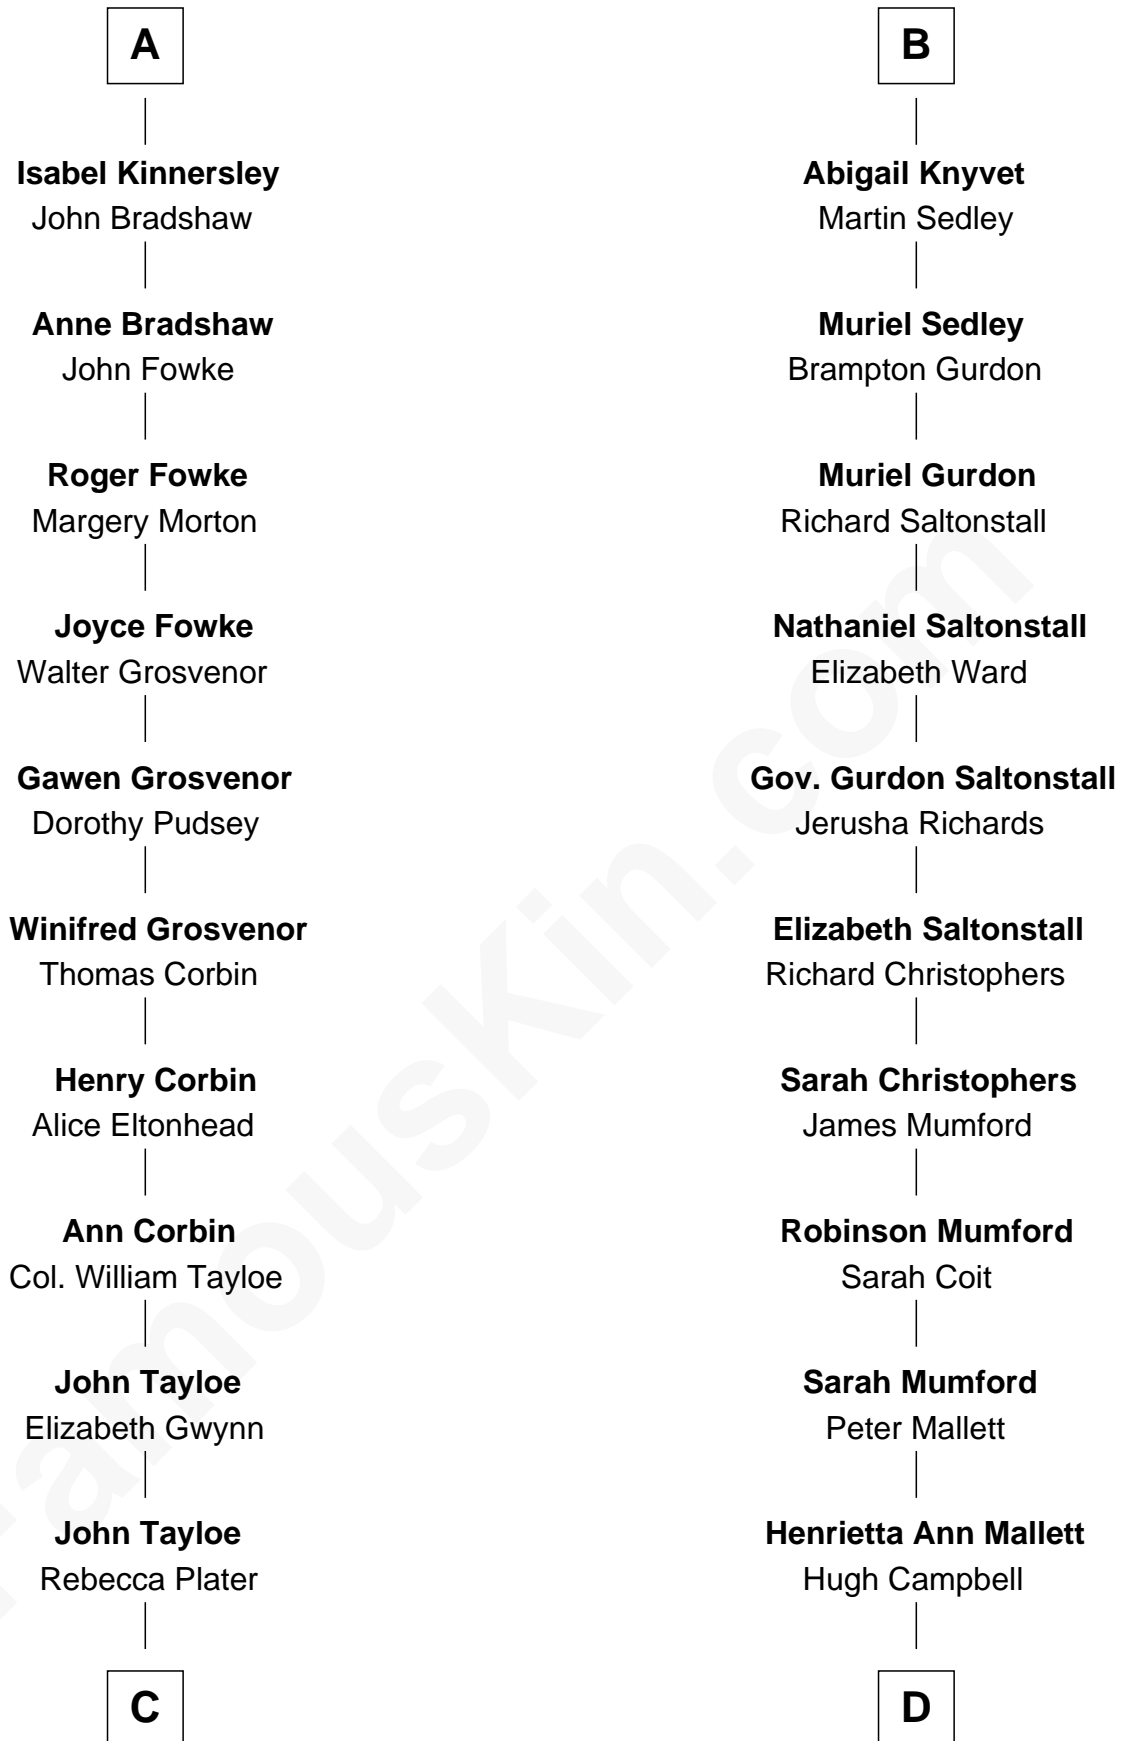 A
Isabel Kinnersley
John Bradshaw
Anne Bradshaw
John Fowke
Roger Fowke
Margery Morton
Joyce Fowke
Walter Grosvenor
Gawen Grosvenor
Dorothy Pudsey
Winifred Grosvenor
Thomas Corbin
Henry Corbin
Alice Eltonhead
Ann Corbin
Col. William Tayloe
John Tayloe
Elizabeth Gwynn
John Tayloe
Rebecca Plater
C
B
Abigail Knyvet
Martin Sedley
Muriel Sedley
Brampton Gurdon
Muriel Gurdon
Richard Saltonstall
Nathaniel Saltonstall
Elizabeth Ward
Gov. Gurdon Saltonstall
Jerusha Richards
Elizabeth Saltonstall
Richard Christophers
Sarah Christophers
James Mumford
Robinson Mumford
Sarah Coit
Sarah Mumford
Peter Mallett
Henrietta Ann Mallett
Hugh Campbell
D
FamousKin.com